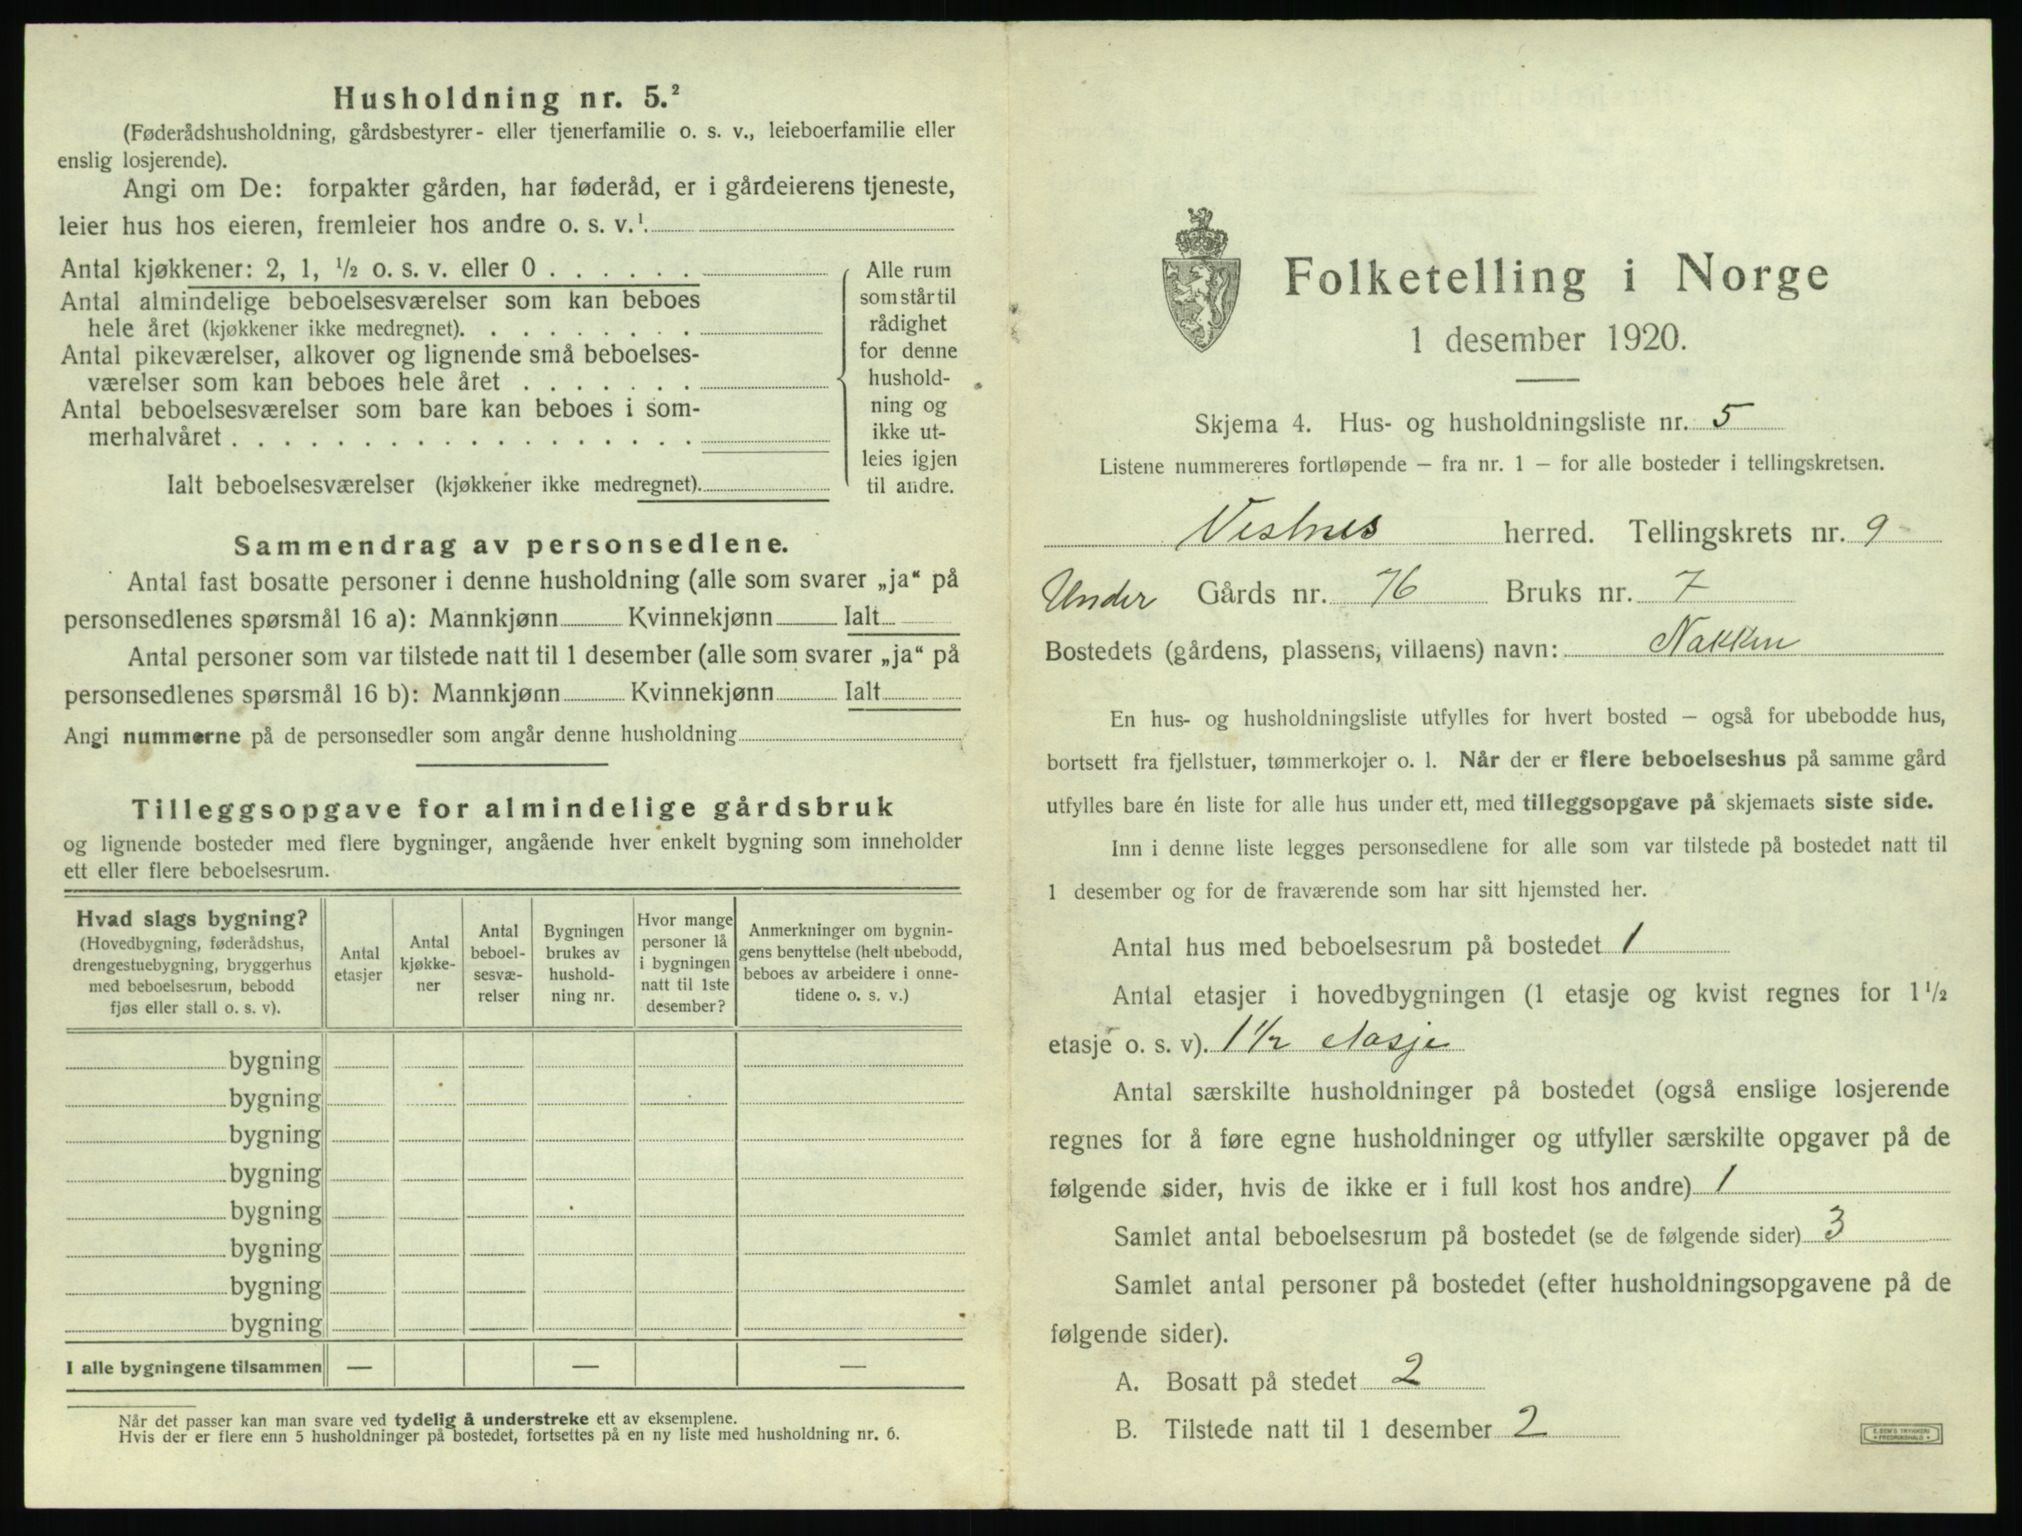 Husholdning nr. 5.²
(Føderådshusholdning, gårdsbestyrer- eller tjenerfamilie o. s. v., leieboerfamilie eller
enslig losjerende).
Angi om De: forpakter gården, har føderåd, er i gårdeierens tjeneste,
leier hus hos eieren, fremleier hos andre o. s. v.¹.
Antal kjøkkener: 2, 1, ½ o. s. v. eller 0 . . . . . .
Antal almindelige beboelsesværelser som kan beboes
hele året (kjøkkener ikke medregnet). . . . . . . . .
Antal pikeværelser, alkover og lignende små beboelses-
værelser som kan beboes hele året . . . . . . .
Antal beboelsesværelser som bare kan beboes i som-
merhalvåret . . . . . . . . . . . . . . . . . .
Ialt beboelsesværelser (kjøkkener ikke medregnet).
Alle rum
som står til
rådighet
for denne
hushold-
ning og
ikke ut-
leies igjen
til andre.
Sammendrag av personsedlene.
Antal fast bosatte personer i denne husholdning (alle som svarer „ja“ på
personsedlenes spørsmål 16 a): Mannkjønn Kvinnekjønn Ialt
Antal personer som var tilstede natt til 1 desember (alle som svarer „ja“ på
personsedlenes spørsmål 16 b): Mannkjønn Kvinnekjønn Ialt
Angi nummerne på de personsedler som angår denne husholdning
Tilleggsopgave for almindelige gårdsbruk
og lignende bosteder med flere bygninger, angående hver enkelt bygning som inneholder
ett eller flere beboelsesrum.
Hvad slags bygning?
(Hovedbygning, føderådshus,
drengestuebygning, bryggerhus
med beboelsesrum, bebodd
fjøs eller stall o. s. v).
Antal
etasjer
Antal
kjøkke-
ner
Antal
beboel-
sesvæ-
relser
Bygningen
brukes av
hushold-
ning nr.
Hvor mange
personer lå
i bygningen
natt til 1ste
desember?
Anmerkninger om bygnin-
gens benyttelse (helt ubebodd,
beboes av arbeidere i onne-
tidene o. s. v.)
bygning
bygning
bygning
bygning
bygning
bygning
bygning
bygning
I alle bygningene tilsammen — — —
Når det passer kan man svare ved tydelig å understreke ett av eksemplene.
Hvis der er flere enn 5 husholdninger på bostedet, fortsettes på en ny liste med husholdning nr. 6.
Folketelling i Norge
1 desember 1920.
Skjema 4. Hus- og husholdningsliste nr. 5
Listene nummereres fortløpende – fra nr. 1 – for alle bosteder i tellingskretsen.
Vestnes herred. Tellingskrets nr. 9
Under Gårds nr. 76 Bruks nr. 7
Bostedets (gårdens, plassens, villaens) navn: Nakken
En hus- og husholdningsliste utfylles for hvert bosted – også for ubebodde hus,
bortsett fra fjellstuer, tømmerkojer o. l. Når der er flere beboelseshus på samme gård
utfylles bare én liste for alle hus under ett, med tilleggsopgave på skjemaets siste side.
Inn i denne liste legges personsedlene for alle som var tilstede på bostedet natt til
1 desember og for de fraværende som har sitt hjemsted her.
Antal hus med beboelsesrum på bostedet 1
Antal etasjer i hovedbygningen (1 etasje og kvist regnes for 1½
etasje o. s. v). 1½ etasje
Antal særskilte husholdninger på bostedet (også enslige losjerende
regnes for å føre egne husholdninger og utfyller særskilte opgaver på de
følgende sider, hvis de ikke er i full kost hos andre) 1
Samlet antal beboelsesrum på bostedet (se de følgende sider) 3
Samlet antal personer på bostedet (efter husholdningsopgavene på de
følgende sider).
A. Bosatt på stedet 2
B. Tilstede natt til 1 desember 2
E. SEM'S TRYKKERI
FREDRIKSHALD